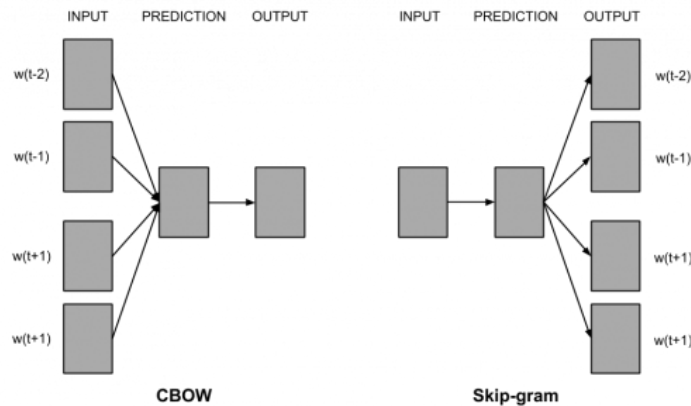 INPUT PREDICTION OUTPUT
w(t-2)
w(t-1)
w(t+1)
w(t+1)
CBOW
INPUT PREDICTION OUTPUT
w(t-2)
w(t-1)
w(t+1)
w(t+1)
Skip-gram